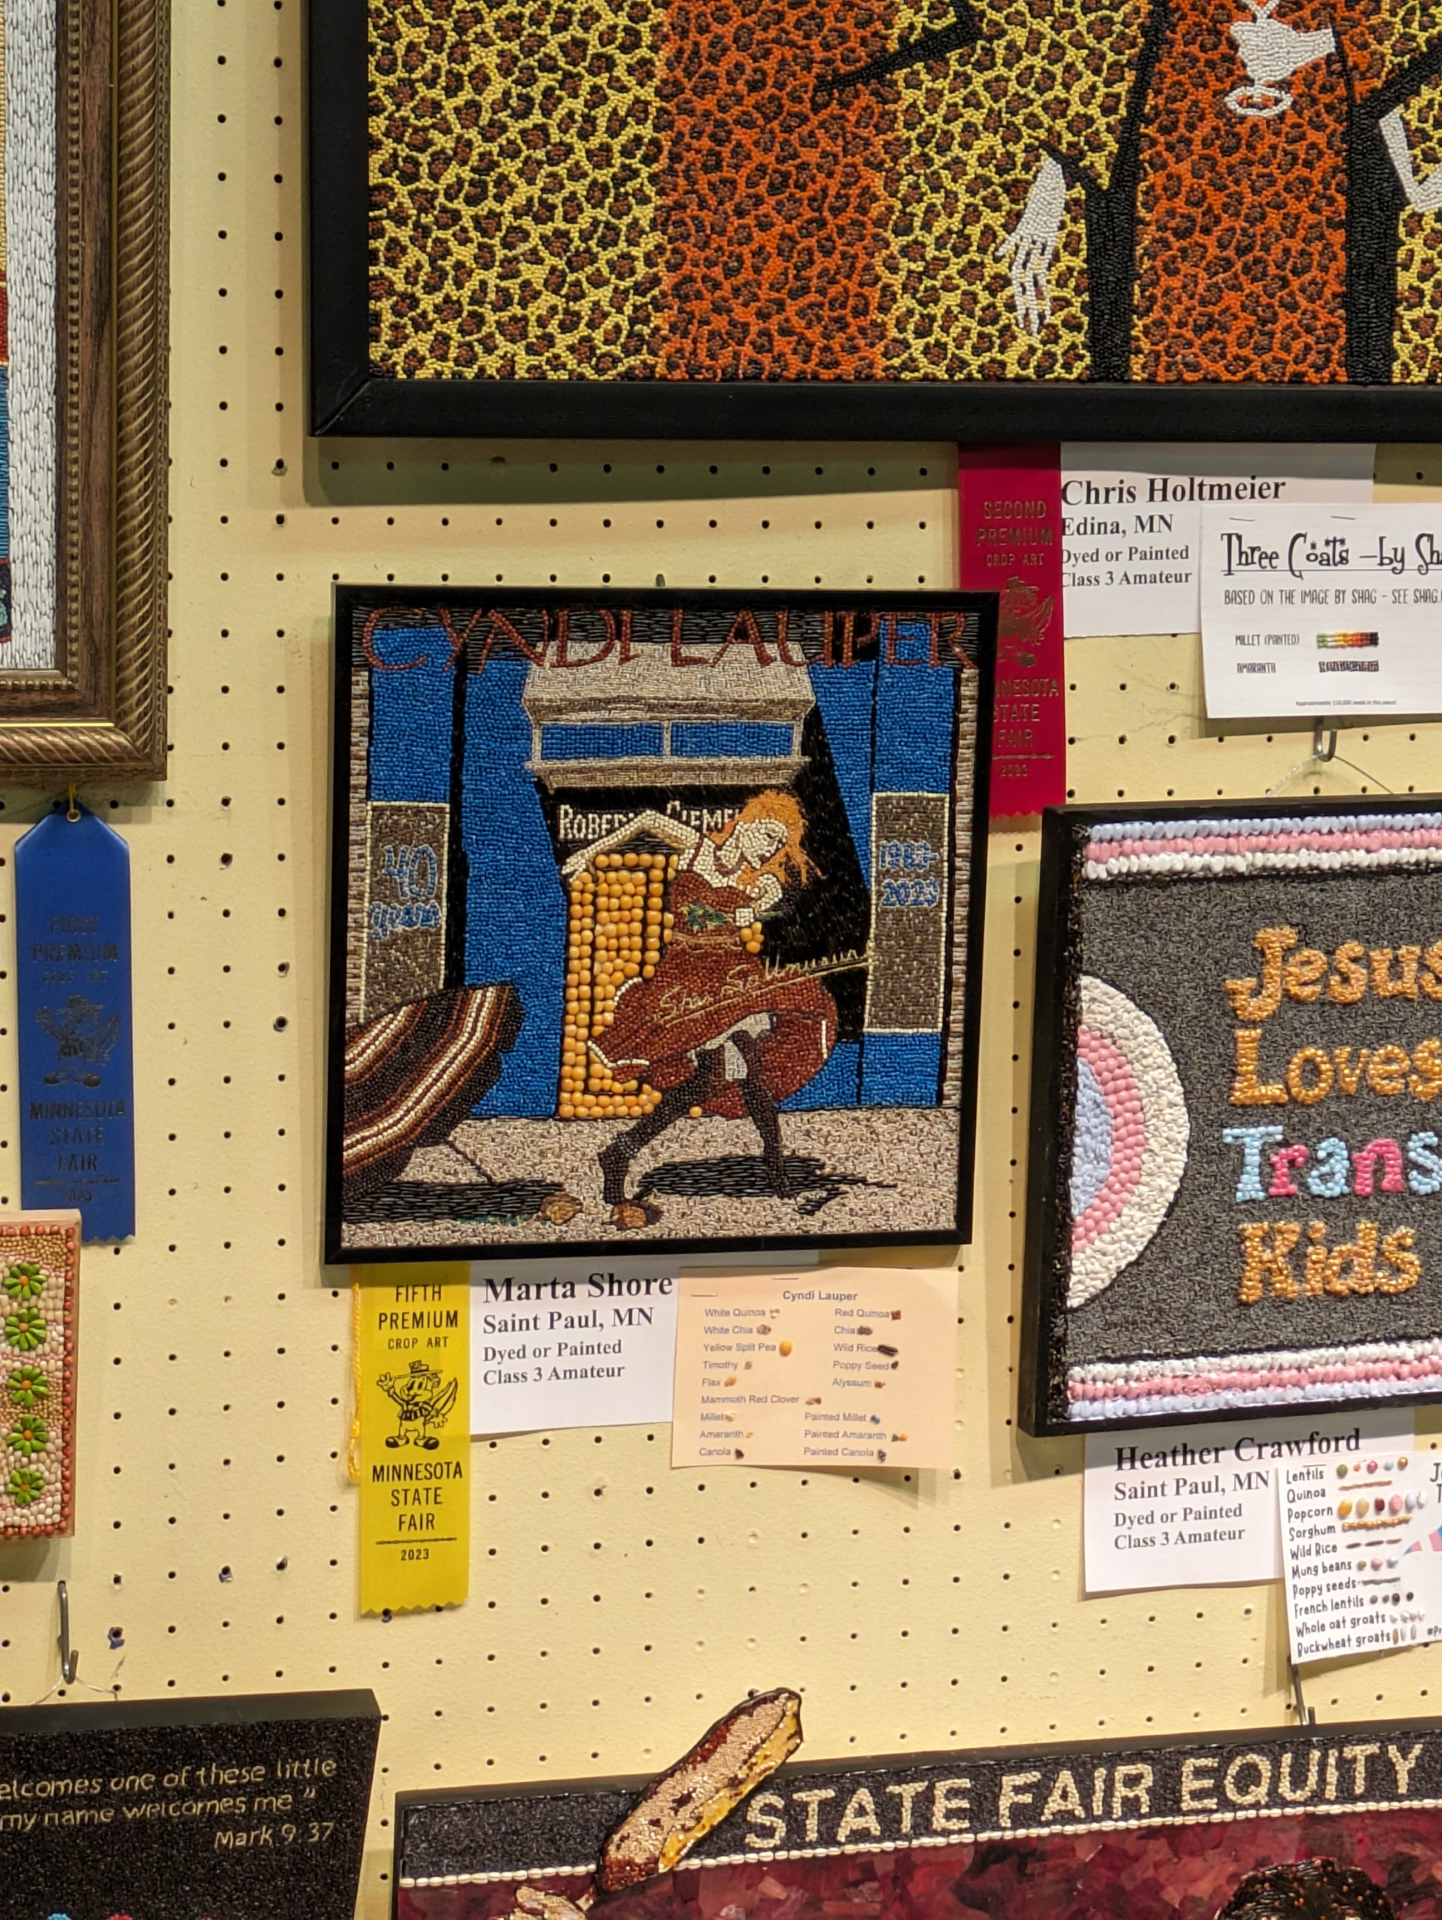 SECOND
PREMIUM
CROP ART
STATE
FAIR
2023
Chris Holtmeier
Edina, MN
Dyed or Painted
Class 3 Amateur
Three Coats - by
BASED ON THE IMAGE BY SHAG - SEE
MILLET (PAINTED)
AMARANTH
CYNDI LAUPER
40
years
1983-
2023
She's So Unusual
FIRST
PREMIUM
CROP ART
MINNESOTA
STATE
FAIR
2023
Jesus
Loves
Trans
Kids
FIFTH
PREMIUM
CROP ART
MINNESOTA
STATE
FAIR
2023
Marta Shore
Saint Paul, MN
Dyed or Painted
Class 3 Amateur
Cyndi Lauper
White Quinoa Red Quinoa
White Chia Chia
Yellow Split Pea Wild Rice
Timothy Poppy Seed
Flax Alyssum
Mammoth Red Clover
Millet Painted Millet
Amaranth Painted Amaranth
Canola Painted Canola
Heather Crawford
Saint Paul, MN
Dyed or Painted
Class 3 Amateur
Lentils
Quinoa
Popcorn
Sorghum
Wild Rice
Mung beans
Poppy seeds
French lentils
Whole oat groats
Buckwheat groats
elcomes one of these little
my name welcomes me"
Mark 9:37
STATE FAIR EQUITY